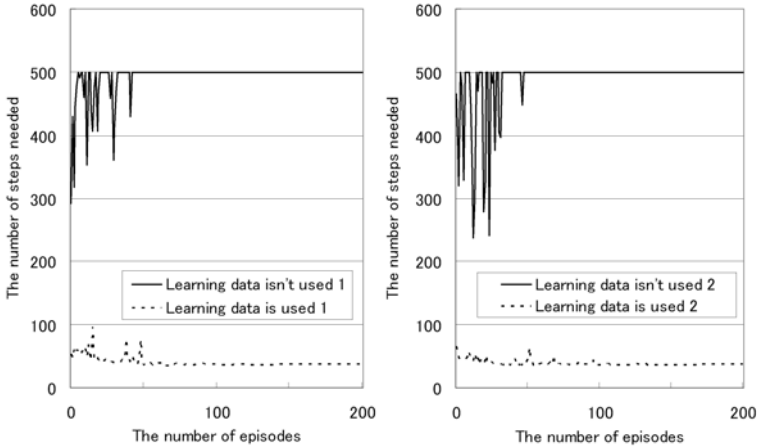 600
500
400
300
200
100
0
The number of steps needed
Learning data isn't used 1
Learning data is used 1
0 100 200
The number of episodes
600
500
400
300
200
100
0
The number of steps needed
Learning data isn't used 2
Learning data is used 2
0 100 200
The number of episodes